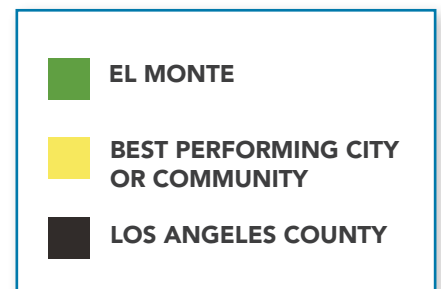 EL MONTE
BEST PERFORMING CITY
OR COMMUNITY
LOS ANGELES COUNTY